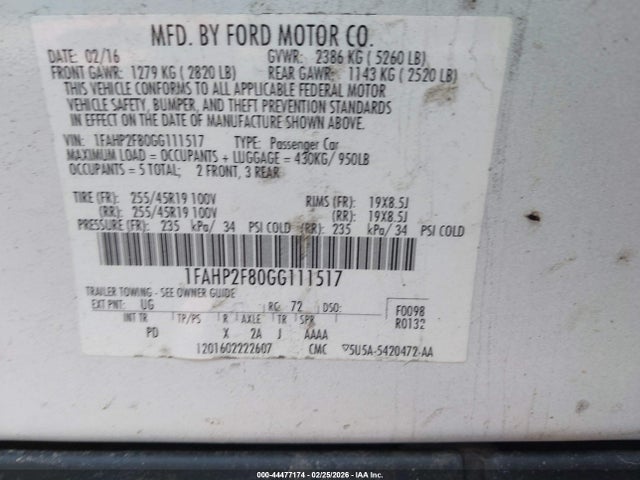 MFD. BY FORD MOTOR CO.
DATE: 02/16 GVWR: 2386 KG ( 5260 LB)
FRONT GAWR: 1279 KG ( 2820 LB) REAR GAWR: 1143 KG ( 2520 LB)
THIS VEHICLE CONFORMS TO ALL APPLICABLE FEDERAL MOTOR
VEHICLE SAFETY, BUMPER, AND THEFT PREVENTION STANDARDS
IN EFFECT ON THE DATE OF MANUFACTURE SHOWN ABOVE.
VIN: 1FAHP2F80GG111517 TYPE: Passenger Car
MAXIMUM LOAD = OCCUPANTS + LUGGAGE = 430KG/ 950LB
OCCUPANTS = 5 TOTAL; 2 FRONT, 3 REAR
TIRE (FR): 255/45R19 100V RIMS (FR): 19X8.5J
(RR): 255/45R19 100V (RR): 19X8.5J
PRESSURE (FR): 235 kPa/ 34 PSI COLD (RR): 235 kPa/ 34 PSI COLD
1FAHP2F80GG111517
TRAILER TOWING - SEE OWNER GUIDE
EXT PNT: UG RC: 72 DSO: F0098
INT TR TP/PS R AXLE TR SPR R0132
PD X 2A J AAAA
1201602222607 CMC 5U5A-5420472-AA
000-44477174 | 02/25/2026 - IAA Inc.